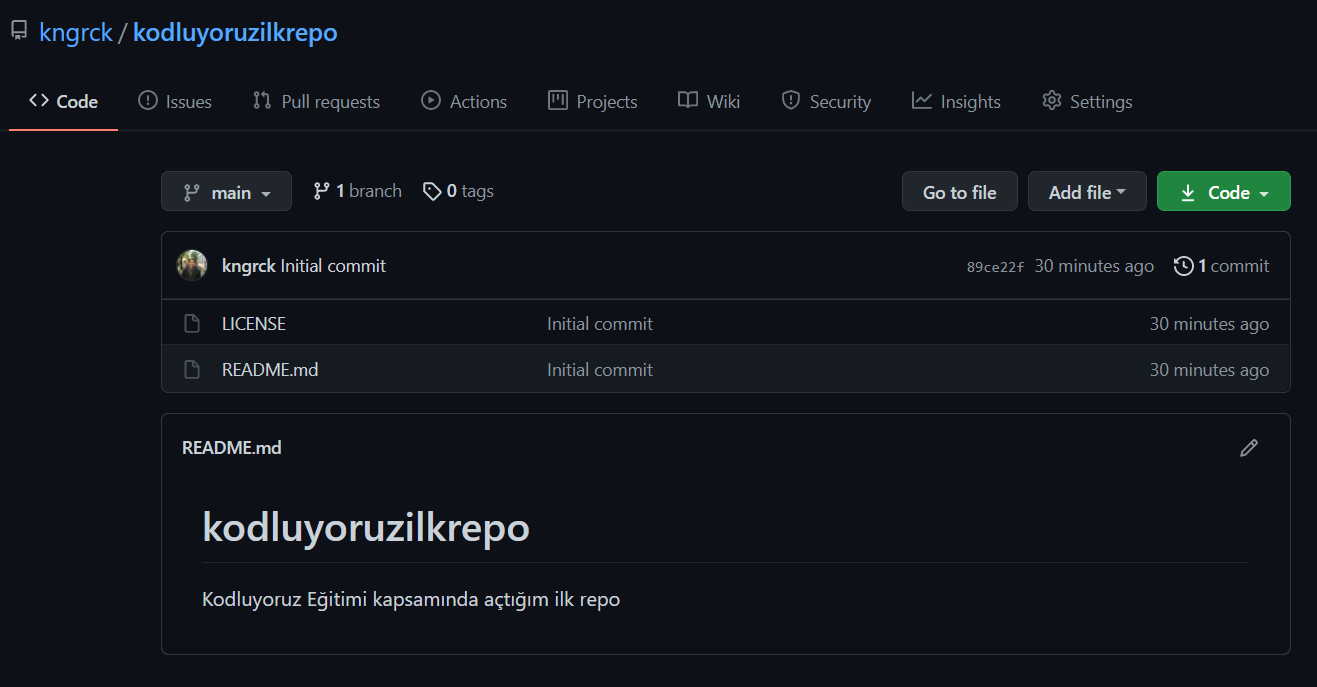 kngrck / kodluyoruzilkrepo
Code Issues Pull requests Actions Projects Wiki Security Insights Settings
main 1 branch 0 tags Go to file Add file Code
kngrck Initial commit 89ce22f 30 minutes ago 1 commit
LICENSE Initial commit 30 minutes ago
README.md Initial commit 30 minutes ago
README.md
kodluyoruzilkrepo
Kodluyoruz Eğitimi kapsamında açtığım ilk repo